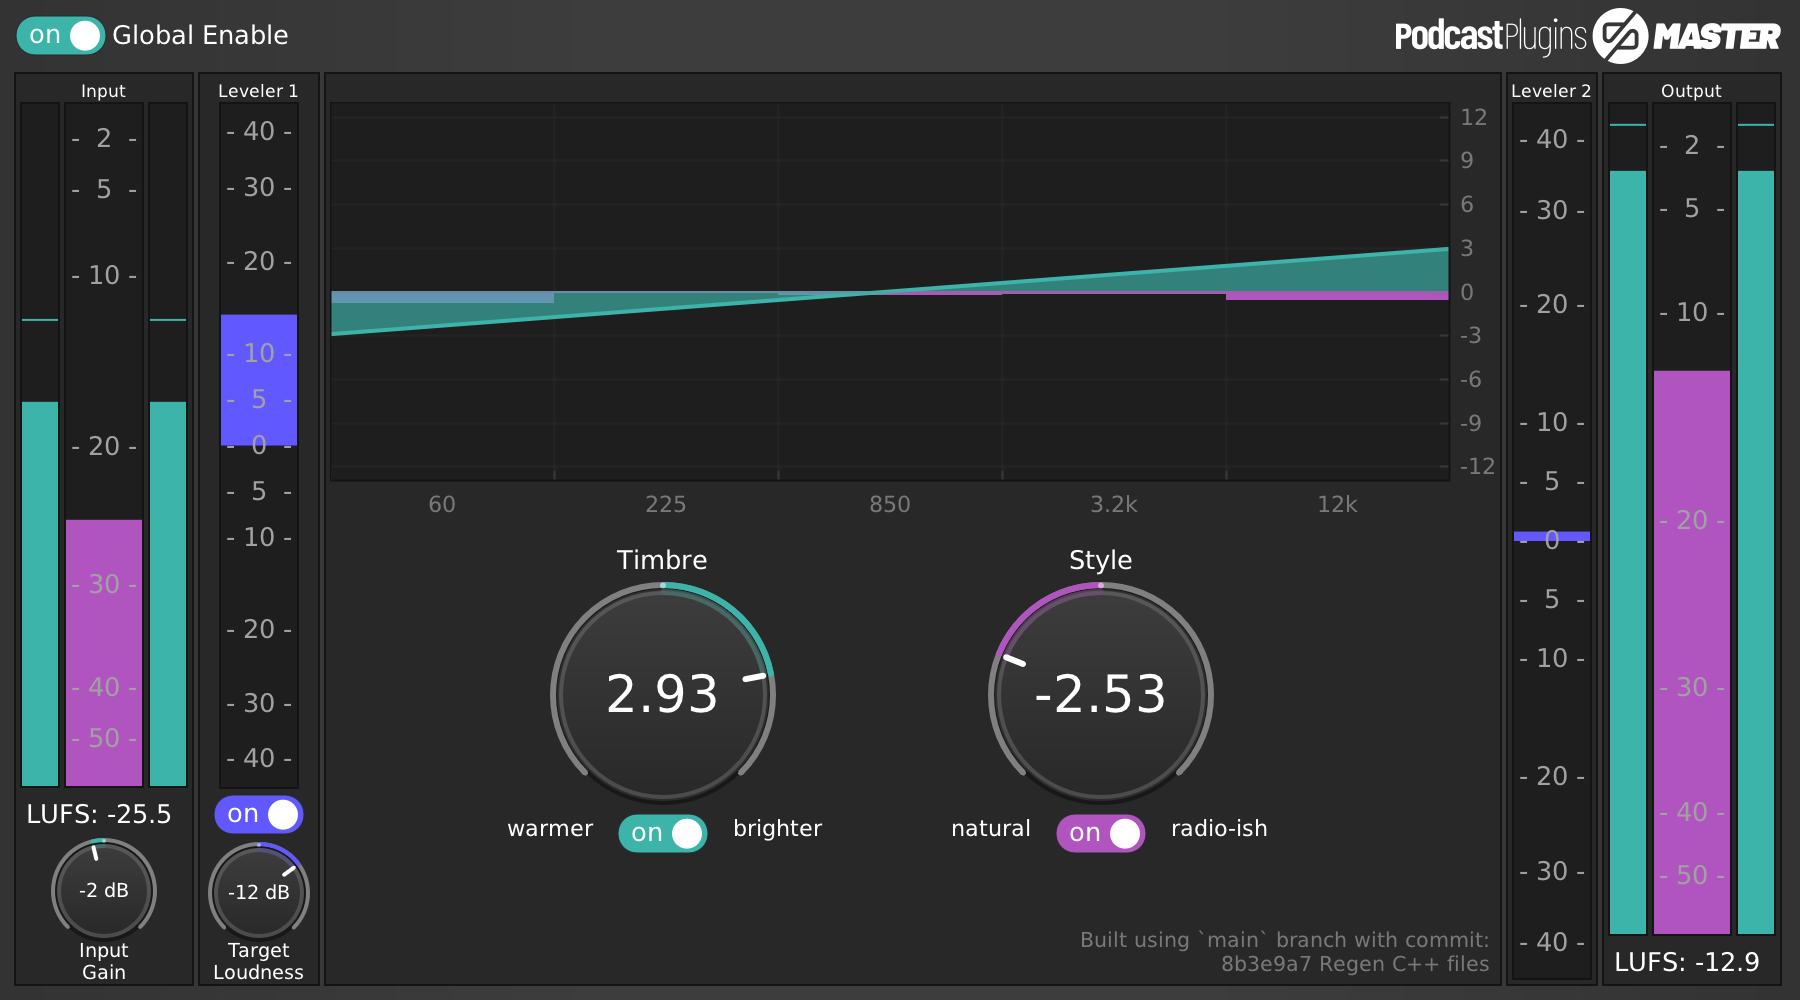 on Global Enable
PodcastPlugins MASTER
Input
- 2 -
- 5 -
- 10 -
- 20 -
- 30 -
- 40 -
- 50 -
LUFS: -25.5
-2 dB
Input
Gain
Leveler 1
- 40 -
- 30 -
- 20 -
- 10 -
- 5 -
- 0 -
- 5 -
- 10 -
- 20 -
- 30 -
- 40 -
on
-12 dB
Target
Loudness
12
9
6
3
0
-3
-6
-9
-12
60 225 850 3.2k 12k
Timbre
2.93
warmer on brighter
Style
-2.53
natural on radio-ish
Built using `main` branch with commit:
8b3e9a7 Regen C++ files
Leveler 2
- 40 -
- 30 -
- 20 -
- 10 -
- 5 -
- 0 -
- 5 -
- 10 -
- 20 -
- 30 -
- 40 -
Output
- 2 -
- 5 -
- 10 -
- 20 -
- 30 -
- 40 -
- 50 -
LUFS: -12.9